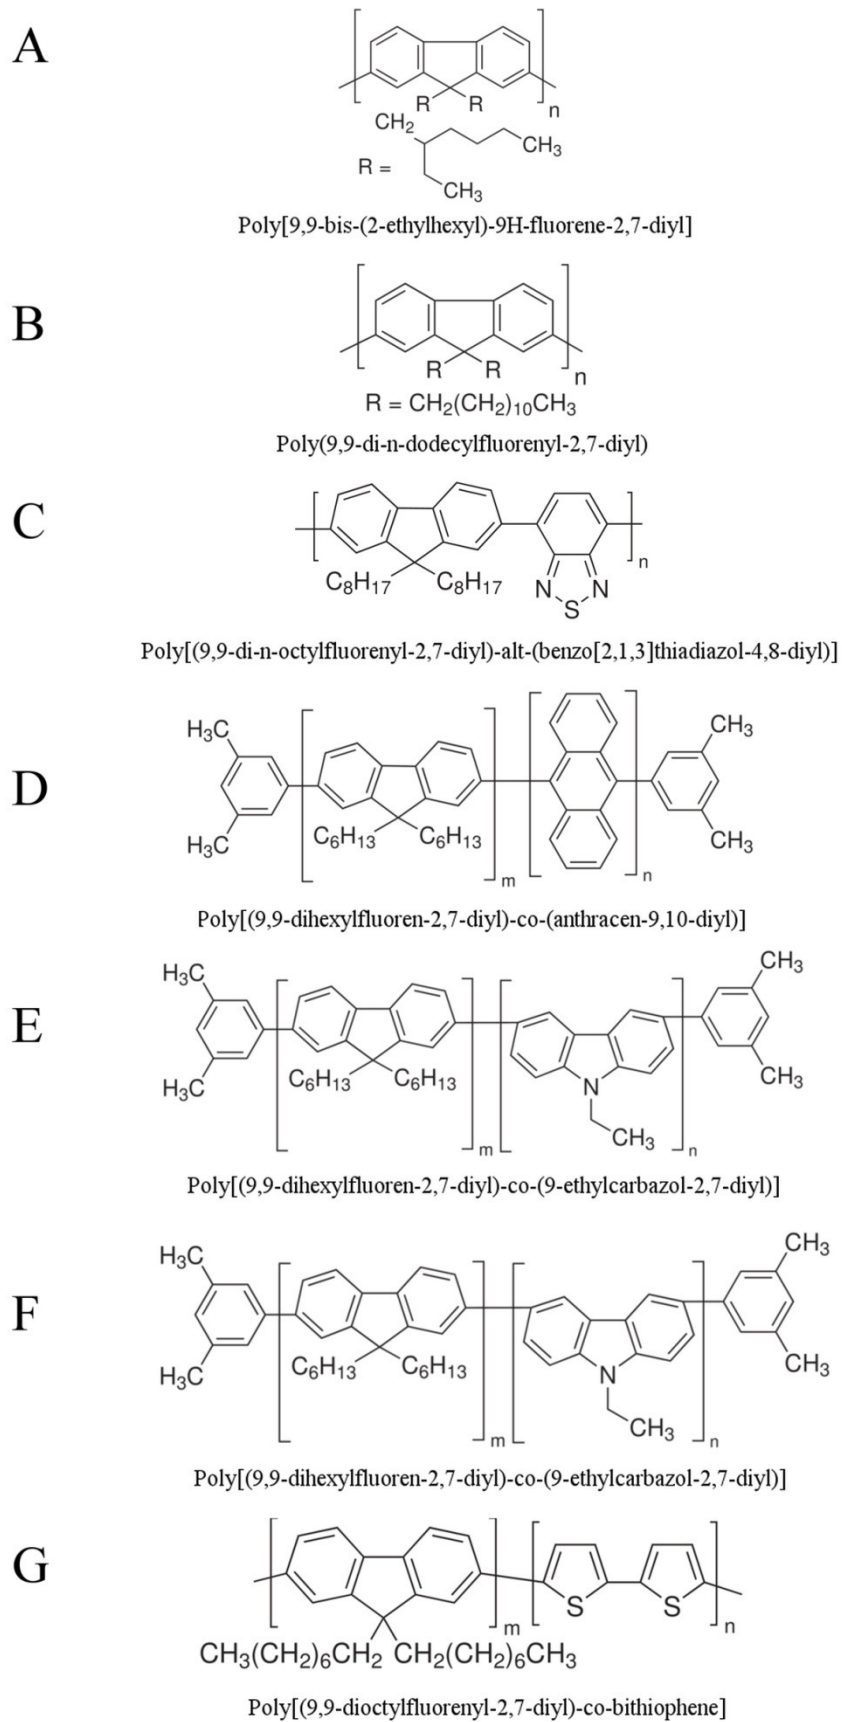 A
R R
n
CH2
CH3
R =
CH3
Poly[9,9-bis-(2-ethylhexyl)-9H-fluorene-2,7-diyl]
B
R R
n
R = CH2(CH2)10CH3
Poly(9,9-di-n-dodecylfluorenyl-2,7-diyl)
C
n
C8H17 C8H17 N N
S
Poly[(9,9-di-n-octylfluorenyl-2,7-diyl)-alt-(benzo[2,1,3]thiadiazol-4,8-diyl)]
H3C CH3
D
C6H13 C6H13
H3C CH3
m n
Poly[(9,9-dihexylfluoren-2,7-diyl)-co-(anthracen-9,10-diyl)]
H3C CH3
E
C6H13 C6H13
H3C N CH3
CH3
m n
Poly[(9,9-dihexylfluoren-2,7-diyl)-co-(9-ethylcarbazol-2,7-diyl)]
H3C CH3
F
C6H13 C6H13
H3C N CH3
CH3
m n
Poly[(9,9-dihexylfluoren-2,7-diyl)-co-(9-ethylcarbazol-2,7-diyl)]
G
S S
m n
CH3(CH2)6CH2 CH2(CH2)6CH3
Poly[(9,9-dioctylfluorenyl-2,7-diyl)-co-bithiophene]